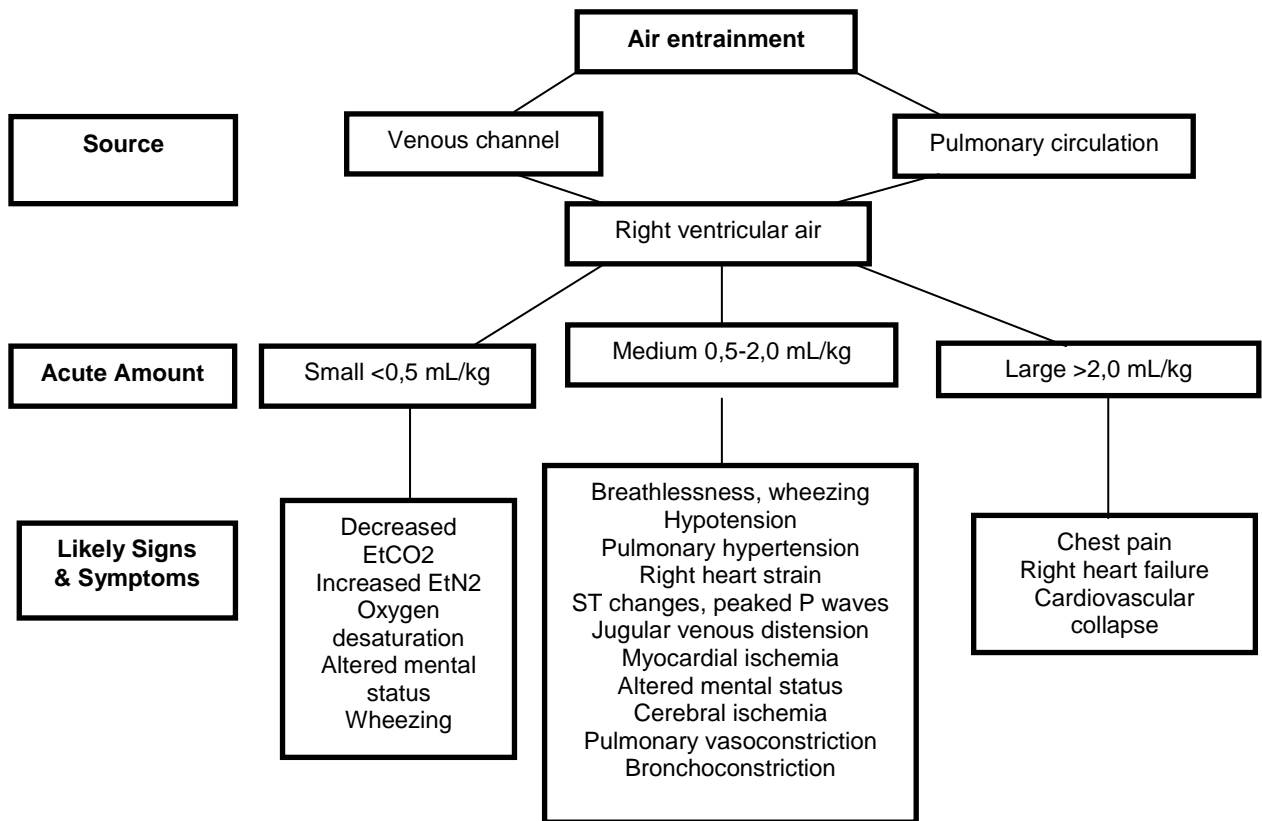 Air entrainment
Source
Venous channel
Pulmonary circulation
Right ventricular air
Acute Amount
Small <0,5 mL/kg
Medium 0,5-2,0 mL/kg
Large >2,0 mL/kg
Likely Signs
& Symptoms
Decreased
EtCO2
Increased EtN2
Oxygen
desaturation
Altered mental
status
Wheezing
Breathlessness, wheezing
Hypotension
Pulmonary hypertension
Right heart strain
ST changes, peaked P waves
Jugular venous distension
Myocardial ischemia
Altered mental status
Cerebral ischemia
Pulmonary vasoconstriction
Bronchoconstriction
Chest pain
Right heart failure
Cardiovascular
collapse